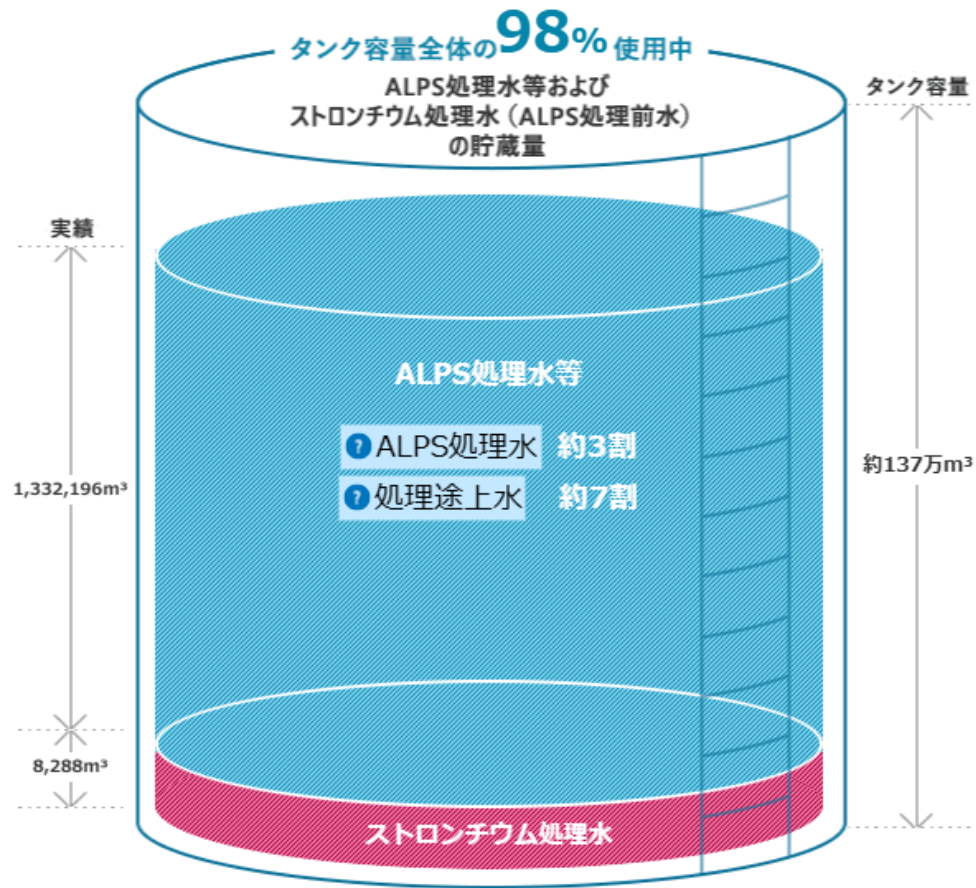 タンク容量全体の98%使用中
ALPS処理水等および
ストロンチウム処理水（ALPS処理前水）
の貯蔵量
タンク容量
実績
ALPS処理水等
? ALPS処理水 約3割
? 処理途上水 約7割
1,332,196m³
約137万m³
8,288m³
ストロンチウム処理水